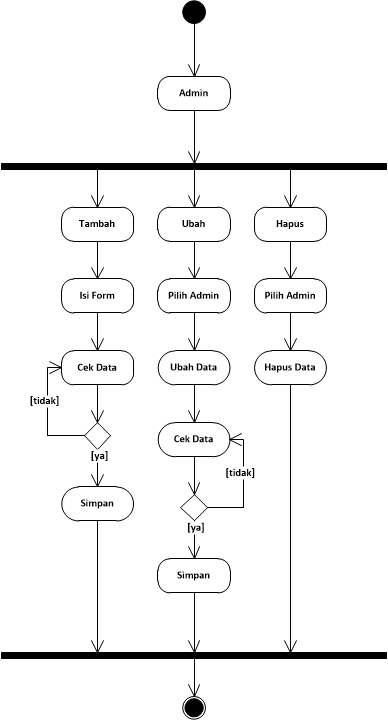 Admin
Tambah
Ubah
Hapus
Isi Form
Pilih Admin
Pilih Admin
Cek Data
Ubah Data
Hapus Data
[tidak]
[ya]
Cek Data
[tidak]
Simpan
[ya]
Simpan